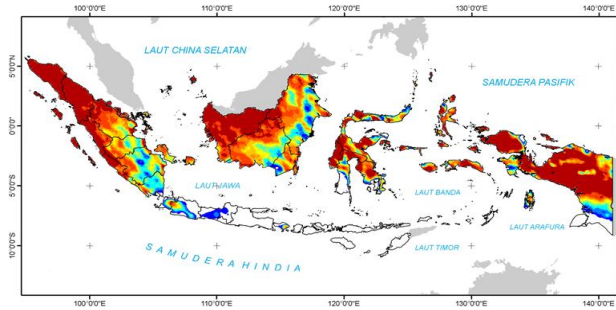 100°0'0"E 110°0'0"E 120°0'0"E 130°0'0"E 140°0'0"E
LAUT CHINA SELATAN
5°0'0"N
SAMUDERA PASIFIK
0°0'0"
5°0'0"S
LAUT JAWA
LAUT BANDA
LAUT ARAFURA
10°0'0"S
LAUT TIMOR
SAMUDERA HINDIA
100°0'0"E 110°0'0"E 120°0'0"E 130°0'0"E 140°0'0"E